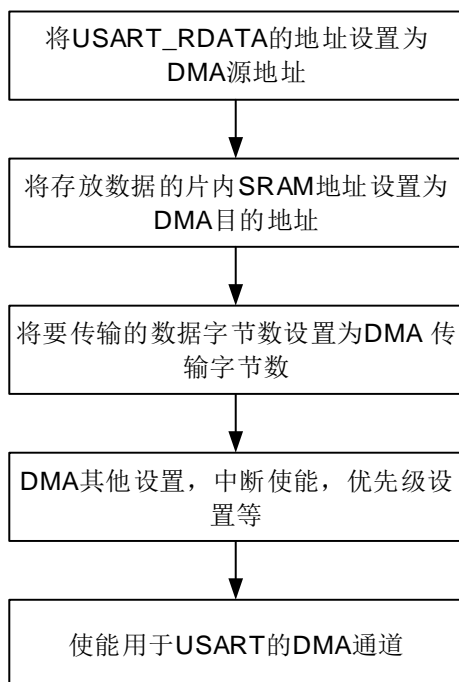 将USART_RDATA的地址设置为
DMA源地址
将存放数据的片内SRAM地址设置为
DMA目的地址
将要传输的数据字节数设置为DMA 传
输字节数
DMA其他设置，中断使能，优先级设
置等
使能用于USART的DMA通道